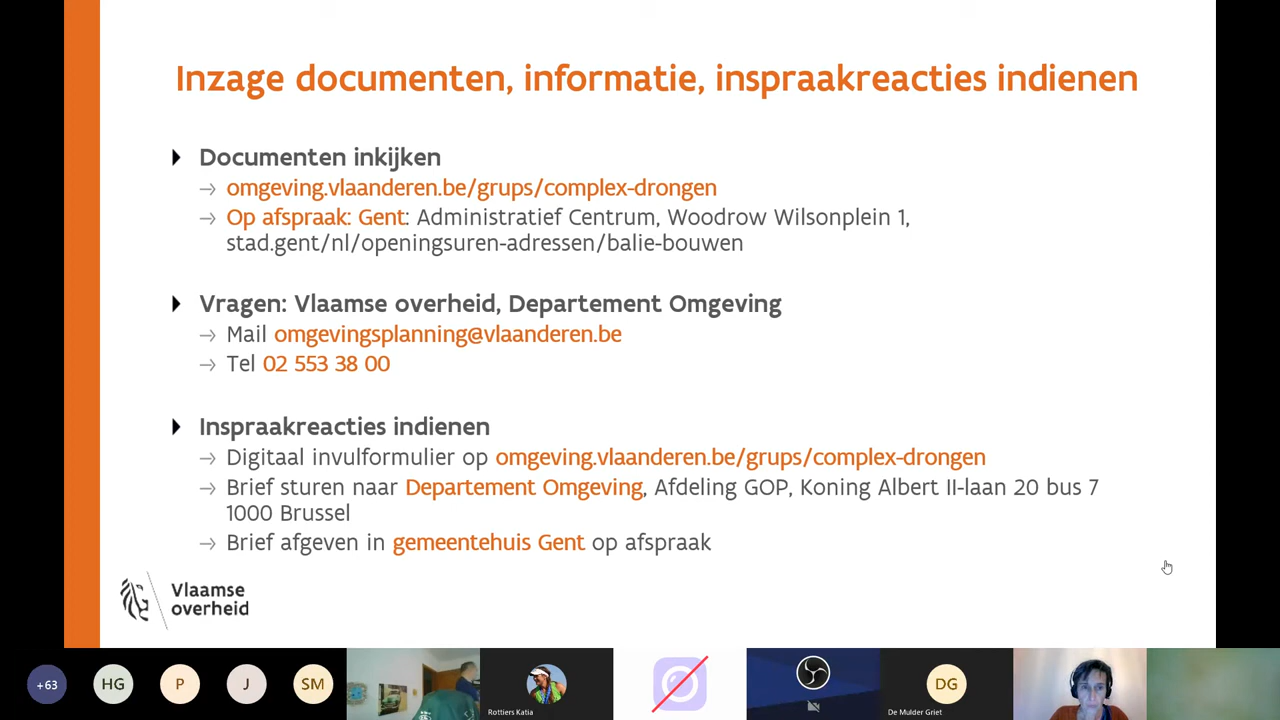 Inzage documenten, informatie, inspraakreacties indienen
Documenten inkijken
→ omgeving.vlaanderen.be/grups/complex-drongen
→ Op afspraak: Gent: Administratief Centrum, Woodrow Wilsonplein 1,
stad.gent/nl/openingsuren-adressen/balie-bouwen
Vragen: Vlaamse overheid, Departement Omgeving
→ Mail omgevingsplanning@vlaanderen.be
→ Tel 02 553 38 00
Inspraakreacties indienen
→ Digitaal invulformulier op omgeving.vlaanderen.be/grups/complex-drongen
→ Brief sturen naar Departement Omgeving, Afdeling GOP, Koning Albert II-laan 20 bus 7
1000 Brussel
→ Brief afgeven in gemeentehuis Gent op afspraak
Vlaamse
overheid
+63 HG P J SM DG
Rottiers Katia De Mulder Griet